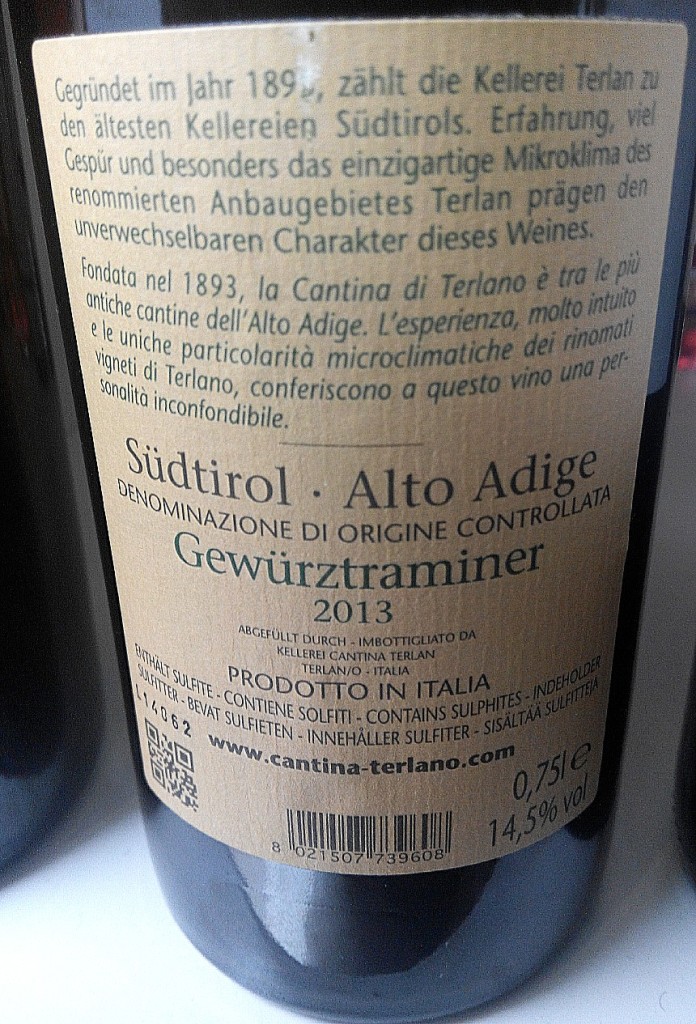 Gegründet im Jahr 1893, zählt die Kellerei Terlan zu
den ältesten Kellereien Südtirols. Erfahrung, viel
Gespür und besonders das einzigartige Mikroklima des
renommierten Anbaugebietes Terlan prägen den
unverwechselbaren Charakter dieses Weines.
Fondata nel 1893, la Cantina di Terlano è tra le più
antiche cantine dell'Alto Adige. L'esperienza, molto intuito
e le uniche particolarità microclimatiche dei rinomati
vigneti di Terlano, conferiscono a questo vino una per-
sonalità inconfondibile.
Südtirol · Alto Adige
DENOMINAZIONE DI ORIGINE CONTROLLATA
Gewürztraminer
2013
ABGEFÜLLT DURCH - IMBOTTIGLIATO DA
KELLEREI CANTINA TERLAN
TERLAN/O - ITALIA
PRODOTTO IN ITALIA
ENTHÄLT SULFITE - CONTIENE SOLFITI - CONTAINS SULPHITES - INDEHOLDER
SULFITTER - BEVAT SULFIETEN - INNEHÅLLER SULFITER - SISÄLTÄÄ SULFITTEJA
L14062
www.cantina-terlano.com
0,75l e
14,5% vol
8 021507 739608